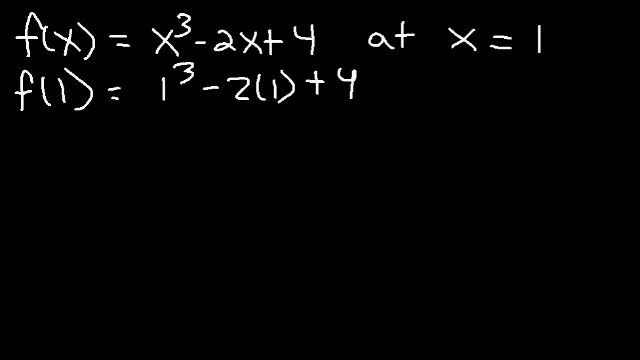 f(x) = x³ - 2x + 4 at x = 1
f(1) = 1³ - 2(1) + 4